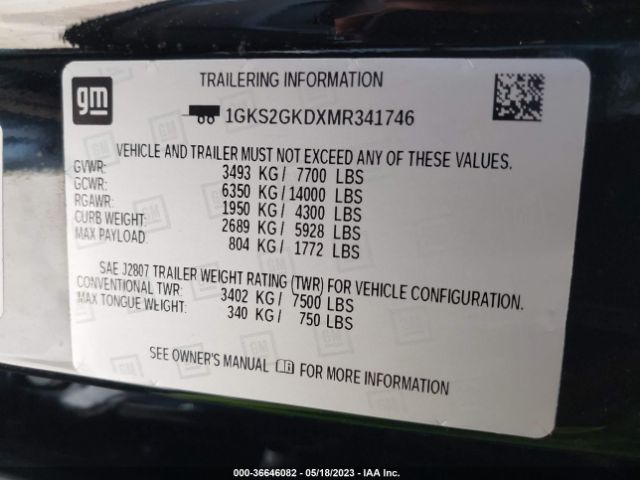 gm
TRAILERING INFORMATION
1GKS2GKDXMR341746
VEHICLE AND TRAILER MUST NOT EXCEED ANY OF THESE VALUES.
GVWR: 3493 KG/ 7700 LBS
GCWR: 6350 KG/14000 LBS
RGAWR: 1950 KG/ 4300 LBS
CURB WEIGHT: 2689 KG/ 5928 LBS
MAX PAYLOAD: 804 KG/ 1772 LBS
SAE J2807 TRAILER WEIGHT RATING (TWR) FOR VEHICLE CONFIGURATION.
CONVENTIONAL TWR: 3402 KG/ 7500 LBS
MAX TONGUE WEIGHT: 340 KG/ 750 LBS
SEE OWNER'S MANUAL FOR MORE INFORMATION
000-36646082 - 05/18/2023 - IAAI.COM